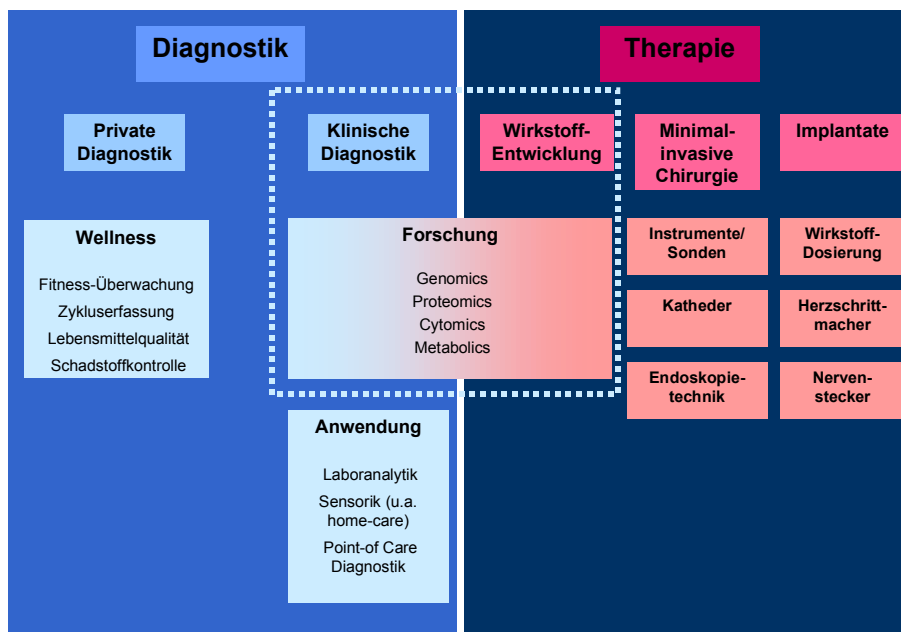 Diagnostik
Therapie
Private
Diagnostik
Klinische
Diagnostik
Wirkstoff-
Entwicklung
Minimal-
invasive
Chirurgie
Implantate
Wellness
Fitness-Überwachung
Zykluserfassung
Lebensmittelqualität
Schadstoffkontrolle
Forschung
Genomics
Proteomics
Cytomics
Metabolics
Instrumente/
Sonden
Wirkstoff-
Dosierung
Katheder
Herzschritt-
macher
Endoskopie-
technik
Nerven-
stecker
Anwendung
Laboranalytik
Sensorik (u.a.
home-care)
Point-of Care
Diagnostik